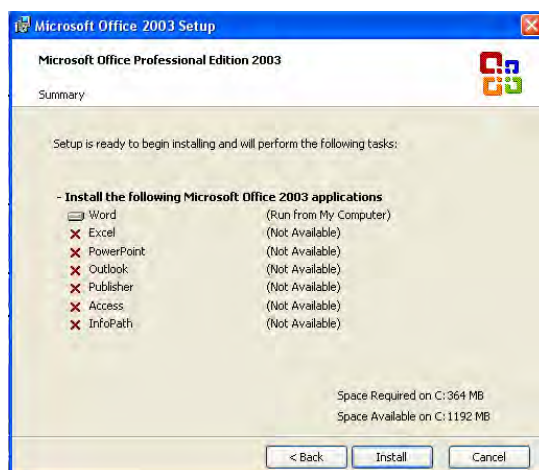 Microsoft Office 2003 Setup
Microsoft Office Professional Edition 2003
Summary
Setup is ready to begin installing and will perform the following tasks:
- Install the following Microsoft Office 2003 applications
Word (Run from My Computer)
Excel (Not Available)
PowerPoint (Not Available)
Outlook (Not Available)
Publisher (Not Available)
Access (Not Available)
InfoPath (Not Available)
Space Required on C: 364 MB
Space Available on C: 1192 MB
< Back Install Cancel